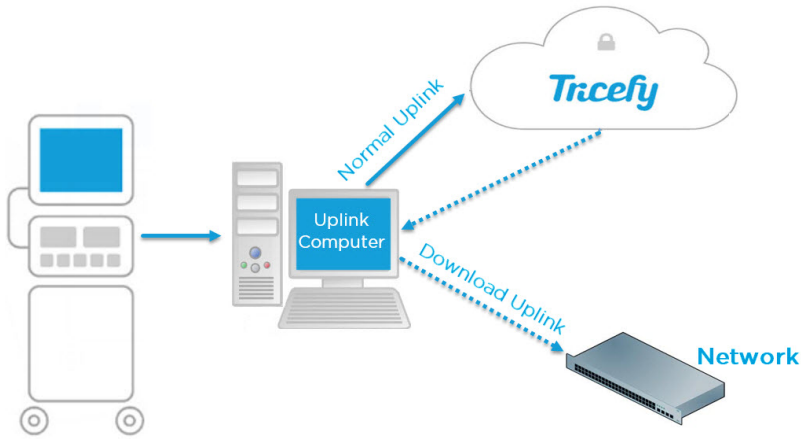 Tricefy
Normal Uplink
Uplink
Computer
Download Uplink
Network